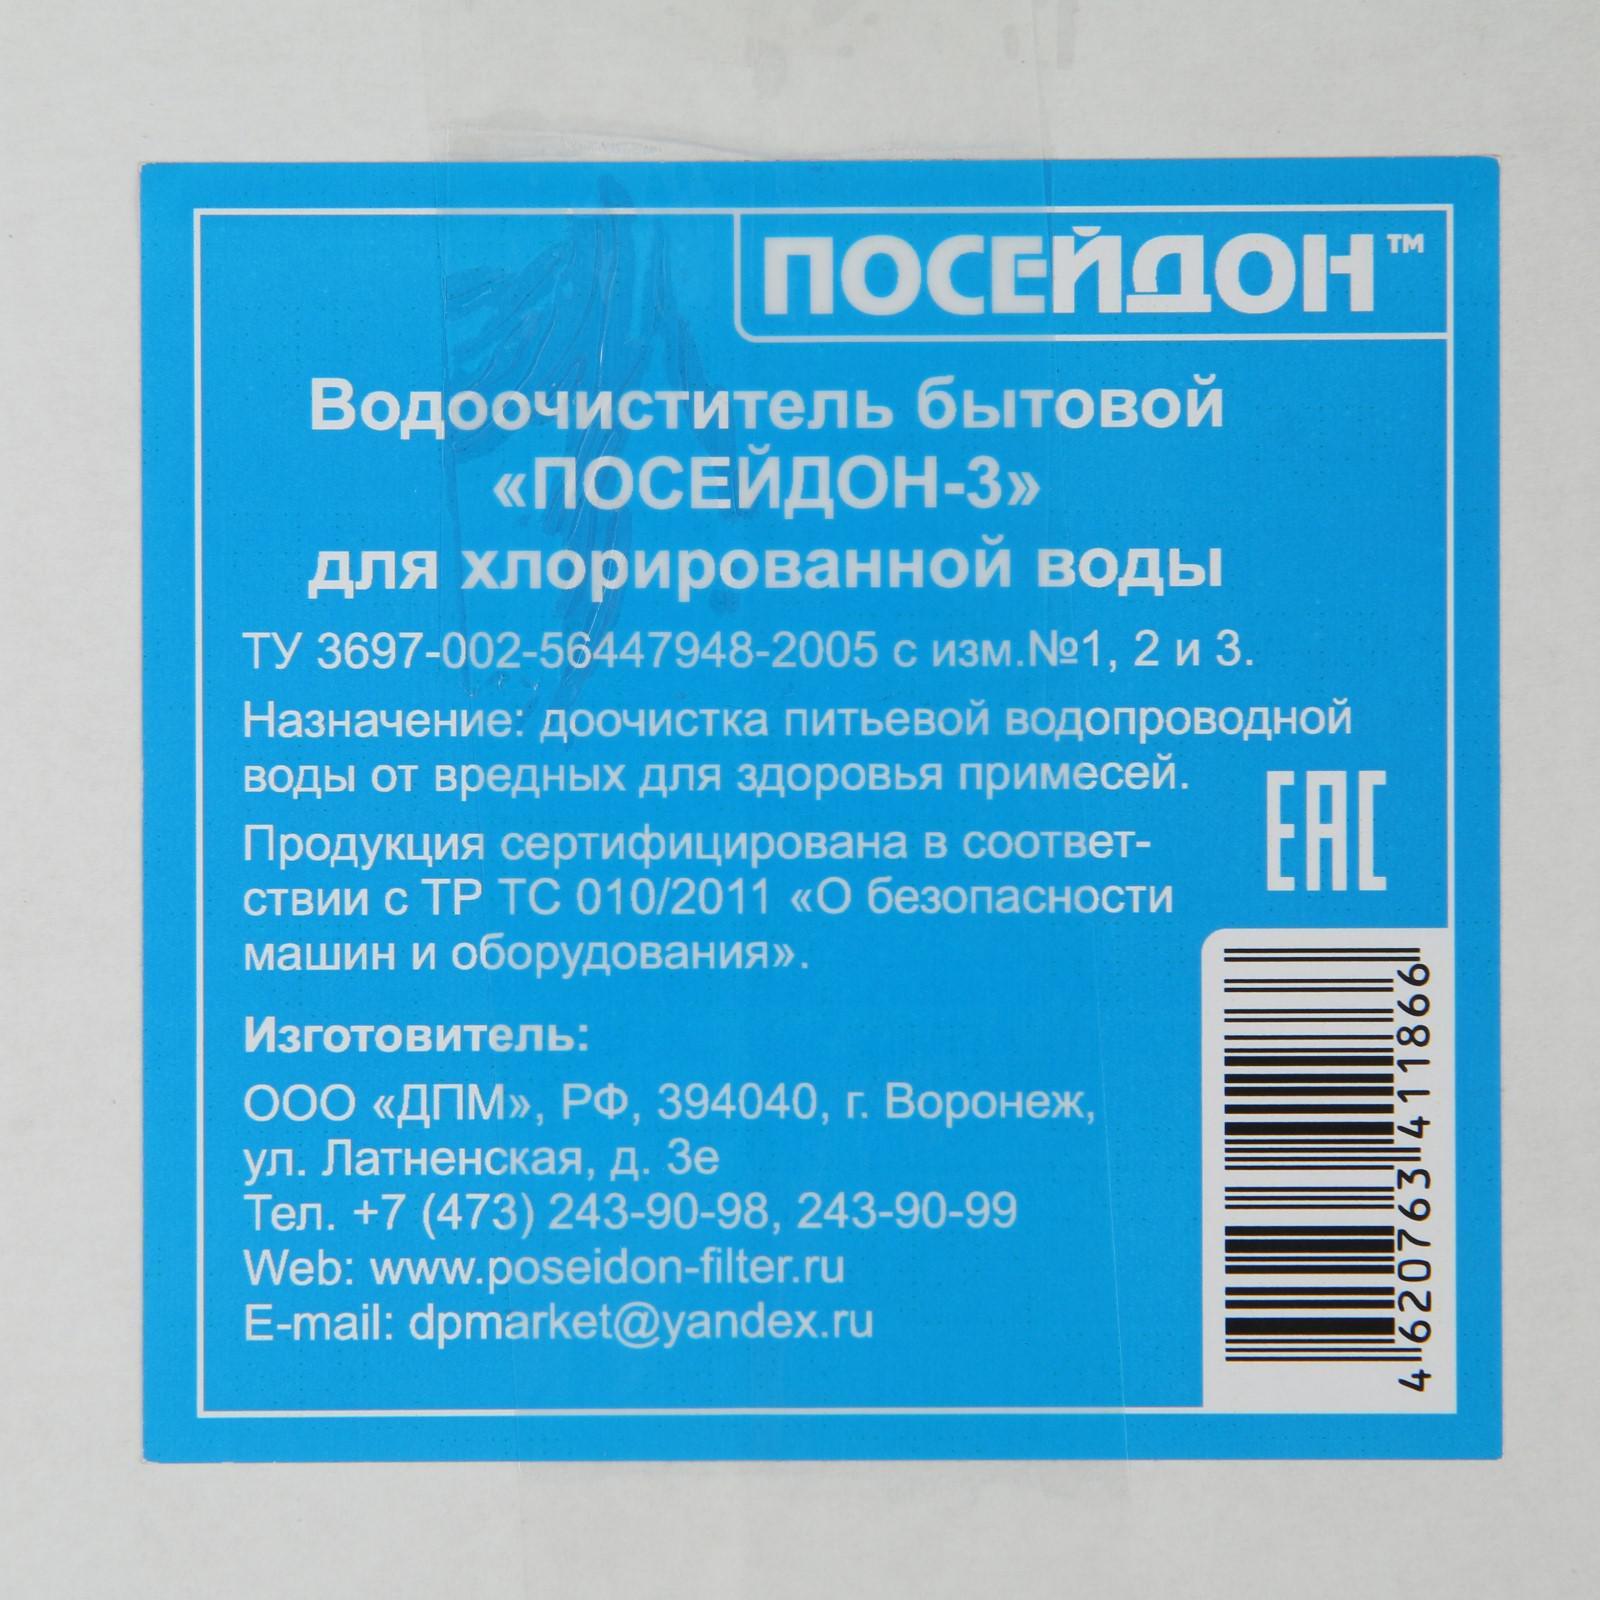 ПОСЕЙДОН™
Водоочиститель бытовой
«ПОСЕЙДОН-3»
для хлорированной воды
ТУ 3697-002-56447948-2005 с изм.№1, 2 и 3.
Назначение: доочистка питьевой водопроводной
воды от вредных для здоровья примесей.
EAC
Продукция сертифицирована в соответ-
ствии с ТР ТС 010/2011 «О безопасности
машин и оборудования».
Изготовитель:
ООО «ДПМ», РФ, 394040, г. Воронеж,
ул. Латненская, д. 3е
Тел. +7 (473) 243-90-98, 243-90-99
Web: www.poseidon-filter.ru
E-mail: dpmarket@yandex.ru
4620763411866